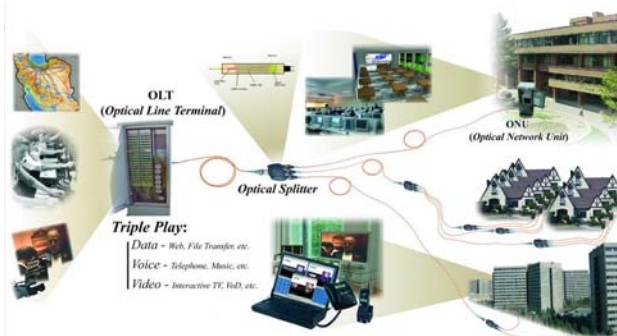 OLT
(Optical Line Terminal)
ONU
(Optical Network Unit)
Optical Splitter
Triple Play:
Data - Web, File Transfer, etc.
Voice - Telephone, Music, etc.
Video - Interactive TV, VoD, etc.